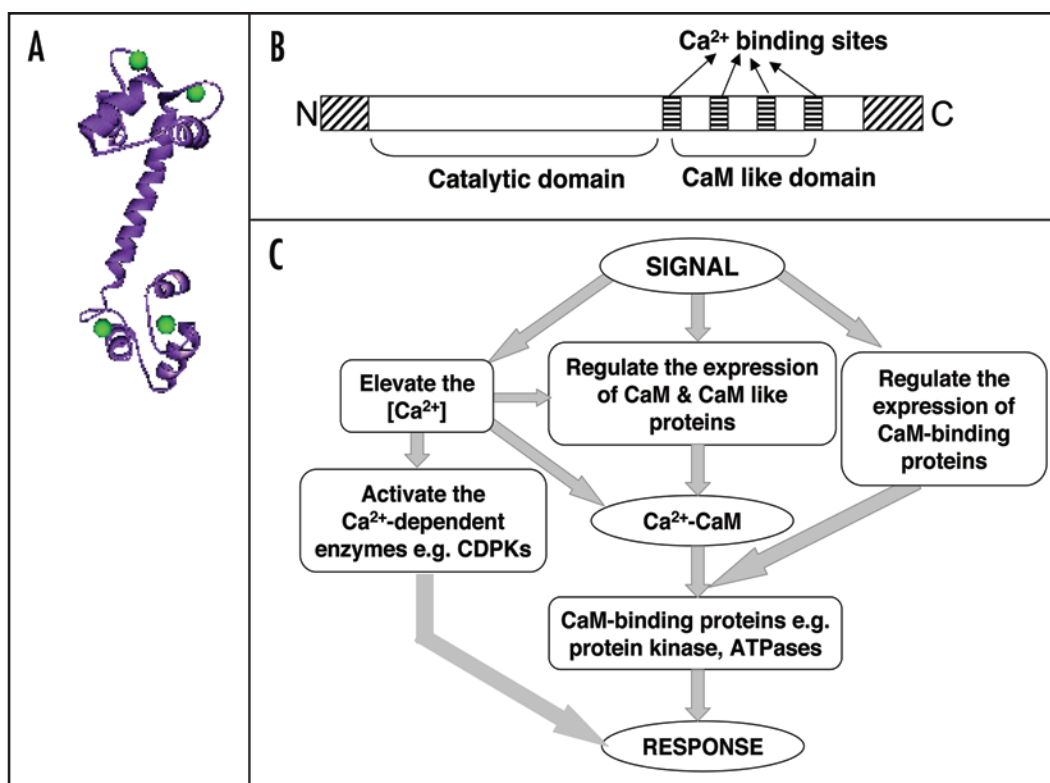 A
B
Ca²⁺ binding sites
N
C
Catalytic domain
CaM like domain
C
SIGNAL
Elevate the
[Ca²⁺]
Regulate the expression
of CaM & CaM like
proteins
Regulate the
expression of
CaM-binding
proteins
Activate the
Ca²⁺-dependent
enzymes e.g. CDPKs
Ca²⁺-CaM
CaM-binding proteins e.g.
protein kinase, ATPases
RESPONSE